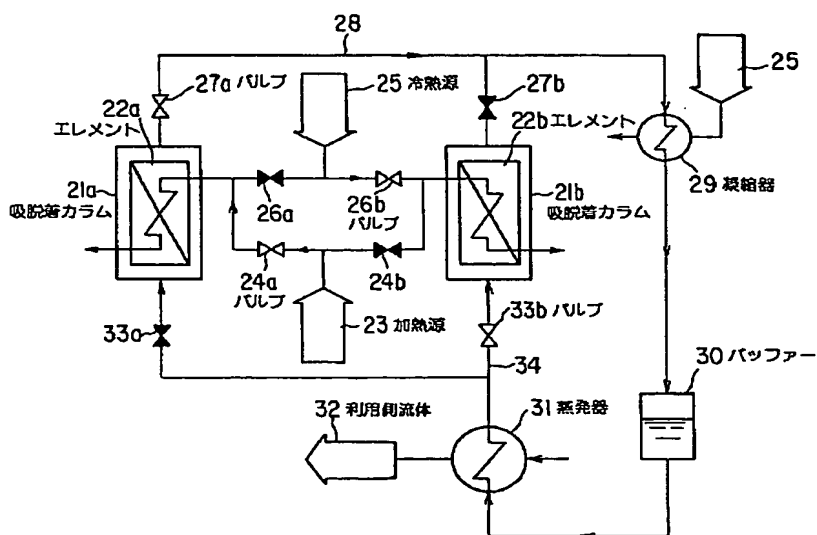 28
27a バルブ
25 冷熱源
27b
25
22a
エレメント
22bエレメント
29 凝縮器
21a
吸脱着カラム
26a
26b
バルブ
21b
吸脱着カラム
24a
バルブ
24b
33a
23 加熱源
33b バルブ
34
30 バッファー
32 利用側流体
31 蒸発器